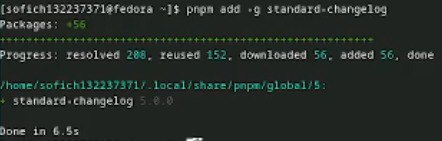 [sofich132237371@fedora ~]$ pnpm add -g standard-changelog
Packages: +56
++++++++++++++++++++++++++++++++++++++++++++++++++++++++
Progress: resolved 208, reused 152, downloaded 56, added 56, done
/home/sofich132237371/.local/share/pnpm/global/5:
+ standard-changelog 5.0.0
Done in 6.5s